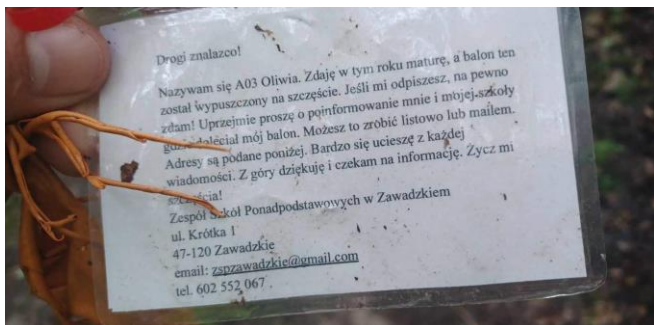 Drogi znalazco!
Nazywam się A03 Oliwia. Zdaję w tym roku maturę, a balon ten
został wypuszczony na szczęście. Jeśli mi odpiszesz, na pewno
zdam! Uprzejmie proszę o poinformowanie mnie i mojej szkoły
gdzie doleciał mój balon. Możesz to zrobić listowo lub mailem.
Adresy są podane poniżej. Bardzo się ucieszę z każdej
wiadomości. Z góry dziękuję i czekam na informację. Życz mi
szczęścia!
Zespół Szkół Ponadpodstawowych w Zawadzkiem
ul. Krótka 1
47-120 Zawadzkie
email: zspzawadzkie@gmail.com
tel. 602 552 067